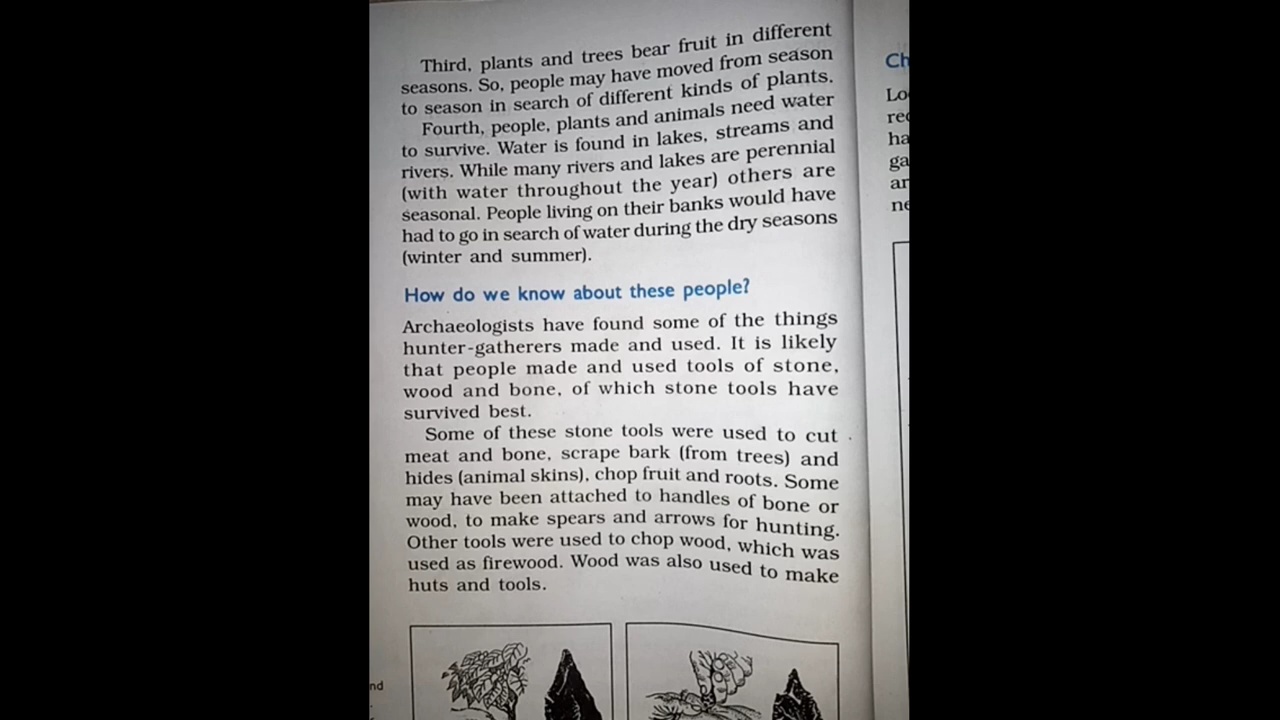 Third, plants and trees bear fruit in different
seasons. So, people may have moved from season
to season in search of different kinds of plants.
Fourth, people, plants and animals need water
to survive. Water is found in lakes, streams and
rivers. While many rivers and lakes are perennial
(with water throughout the year) others are
seasonal. People living on their banks would have
had to go in search of water during the dry seasons
(winter and summer).
How do we know about these people?
Archaeologists have found some of the things
hunter-gatherers made and used. It is likely
that people made and used tools of stone,
wood and bone, of which stone tools have
survived best.
Some of these stone tools were used to cut
meat and bone, scrape bark (from trees) and
hides (animal skins), chop fruit and roots. Some
may have been attached to handles of bone or
wood, to make spears and arrows for hunting.
Other tools were used to chop wood, which was
used as firewood. Wood was also used to make
huts and tools.
nd
Ch
Lo
rec
ha
ga
an
ne